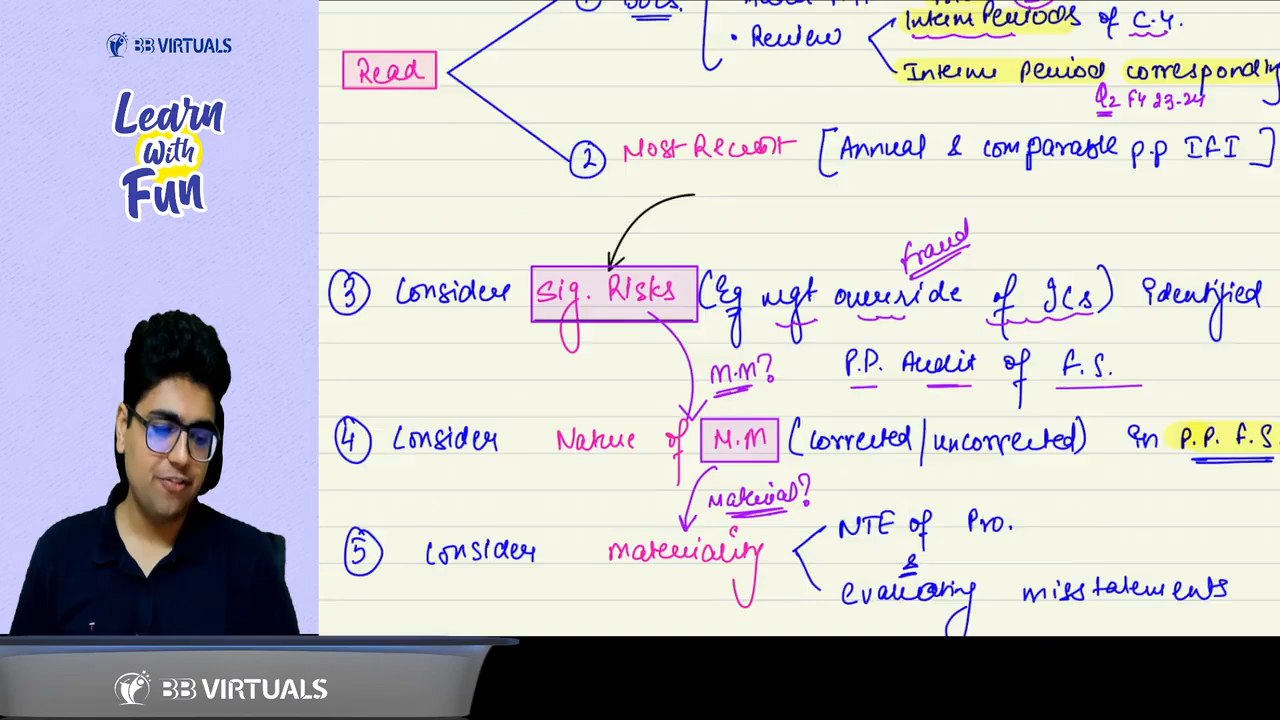 BB VIRTUALS
Learn
With
Fun
• Review
Interim Periods of C.Y.
Interim period corresponding
Q2 FY 23-24
Read
② Most Recent [Annual & comparable p.p IFI]
fraud
③ Consider Sig. Risks (Eg mgt override of ICs) identified
M.M? P.P. Audit of F.S.
④ Consider Nature of M.M (corrected/uncorrected) in P.P. F.S
material?
⑤ Consider materiality NTE of Pro.
&
evaluating misstatements
BB VIRTUALS